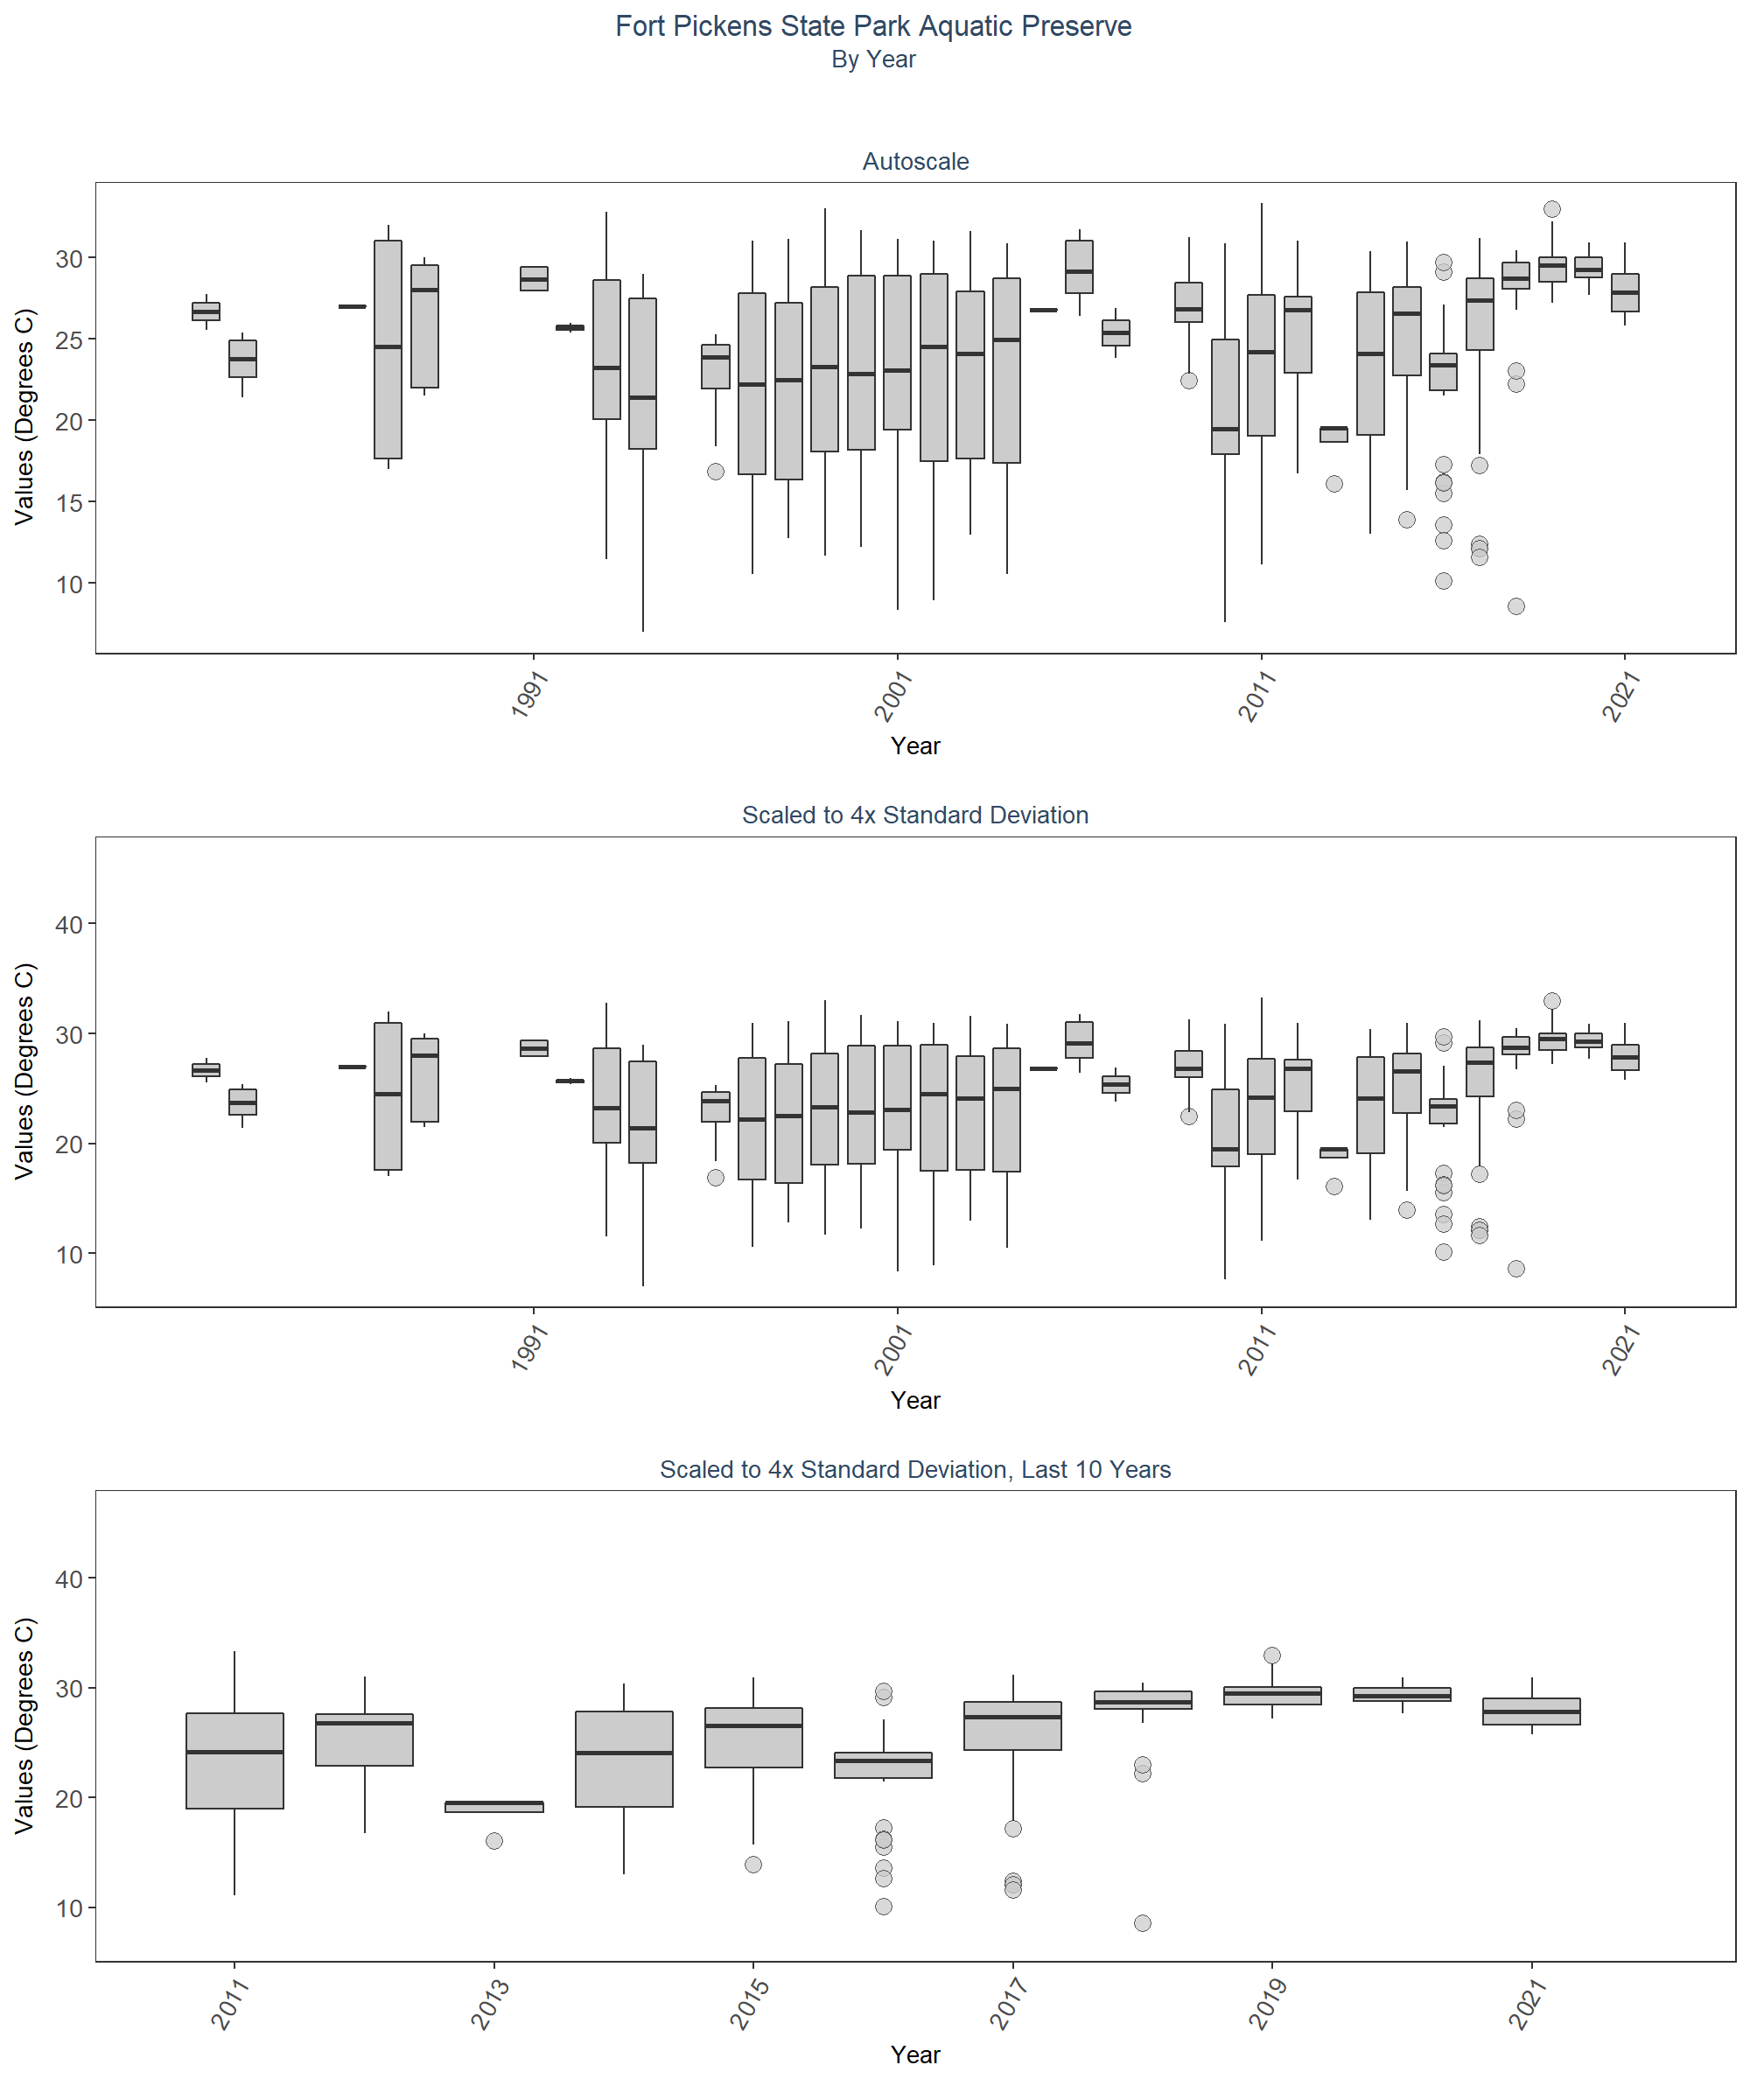 Fort Pickens State Park Aquatic Preserve
By Year
Autoscale
Values (Degrees C)
30
25
20
15
10
1991
2001
2011
2021
Year
Scaled to 4x Standard Deviation
Values (Degrees C)
40
30
20
10
1991
2001
2011
2021
Year
Scaled to 4x Standard Deviation, Last 10 Years
Values (Degrees C)
40
30
20
10
2011
2013
2015
2017
2019
2021
Year